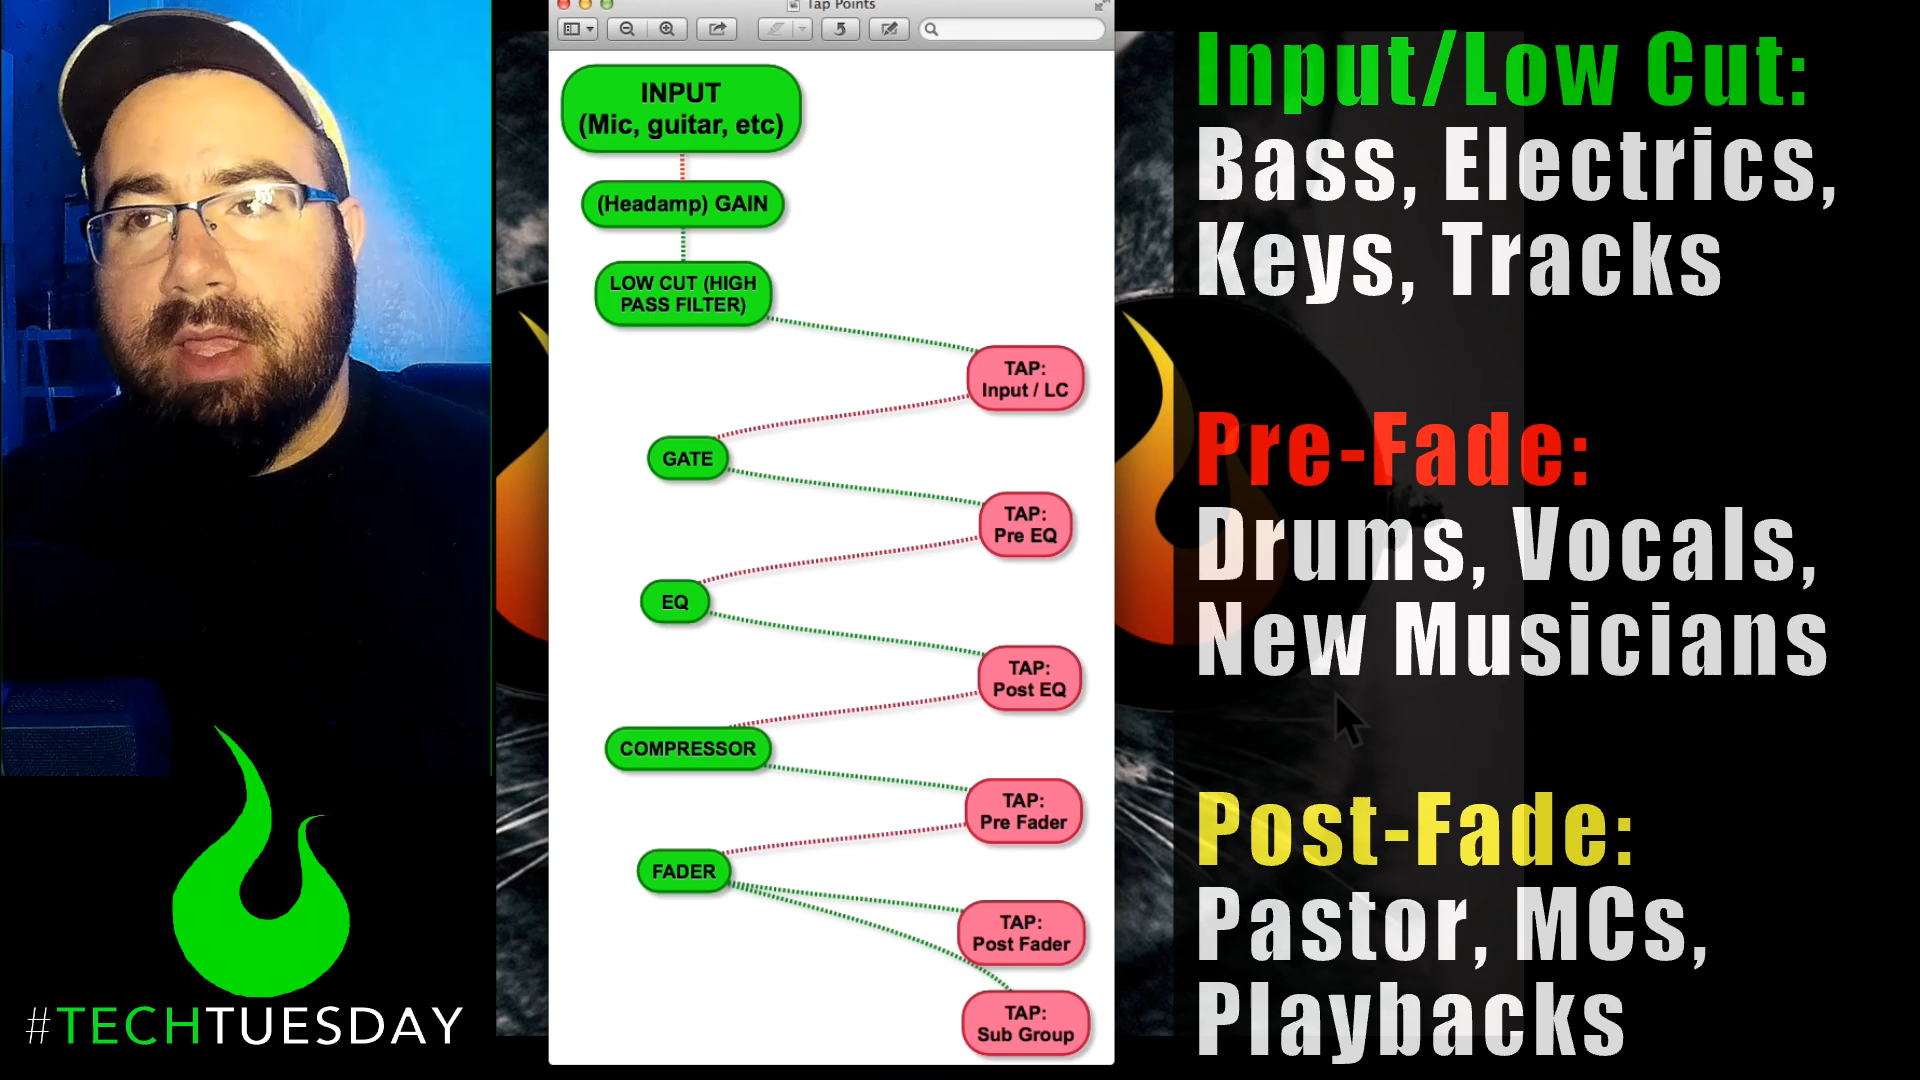 Tap Points
INPUT
(Mic, guitar, etc)
(Headamp) GAIN
LOW CUT (HIGH
PASS FILTER)
TAP:
Input / LC
GATE
TAP:
Pre EQ
EQ
TAP:
Post EQ
COMPRESSOR
TAP:
Pre Fader
FADER
TAP:
Post Fader
TAP:
Sub Group
Input/Low Cut:
Bass, Electrics,
Keys, Tracks
Pre-Fade:
Drums, Vocals,
New Musicians
Post-Fade:
Pastor, MCs,
Playbacks
#TECHTUESDAY